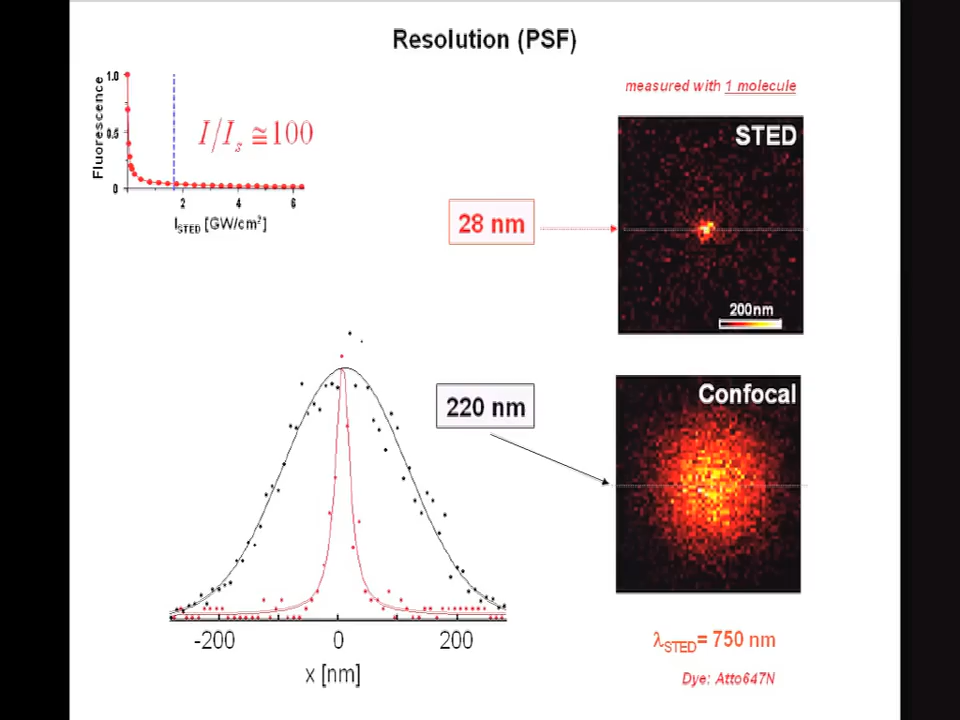 Resolution (PSF)
Fluorescence
1.0
0.5
0
2
4
6
I_STED [GW/cm²]
I/I_s ≅100
measured with 1 molecule
STED
28 nm
200nm
220 nm
Confocal
-200
0
200
x [nm]
λ_STED= 750 nm
Dye: Atto647N